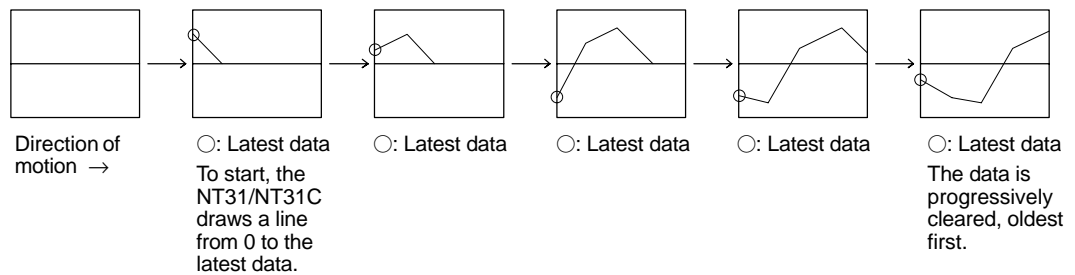 Direction of
motion →
○: Latest data
To start, the
NT31/NT31C
draws a line
from 0 to the
latest data.
○: Latest data
○: Latest data
○: Latest data
○: Latest data
The data is
progressively
cleared, oldest
first.